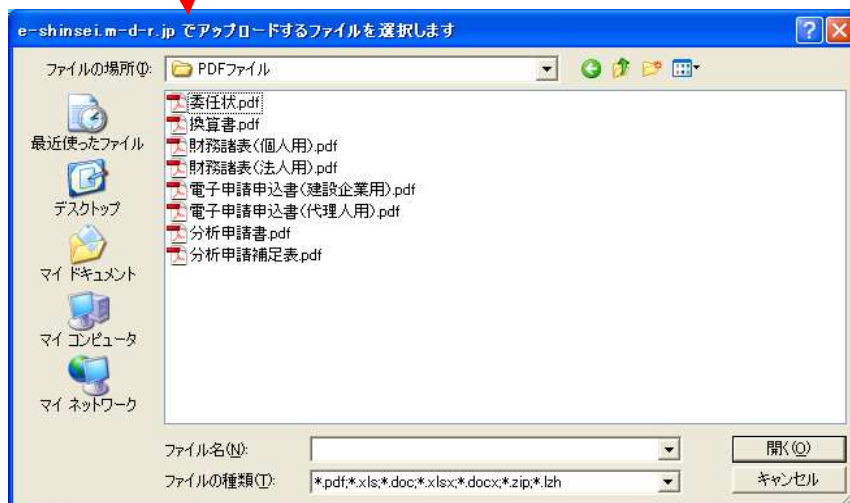 e-shinsei.m-d-r.jp でアップロードするファイルを選択します
ファイルの場所(I):
PDFファイル
最近使ったファイル
デスクトップ
マイ ドキュメント
マイ コンピュータ
マイ ネットワーク
委任状.pdf
換算書.pdf
財務諸表(個人用).pdf
財務諸表(法人用).pdf
電子申請申込書(建設企業用).pdf
電子申請申込書(代理人用).pdf
分析申請書.pdf
分析申請補足表.pdf
ファイル名(N):
開く(O)
ファイルの種類(T):
*.pdf;*.xls;*.doc;*.xlsx;*.docx;*.zip;*.lzh
キャンセル